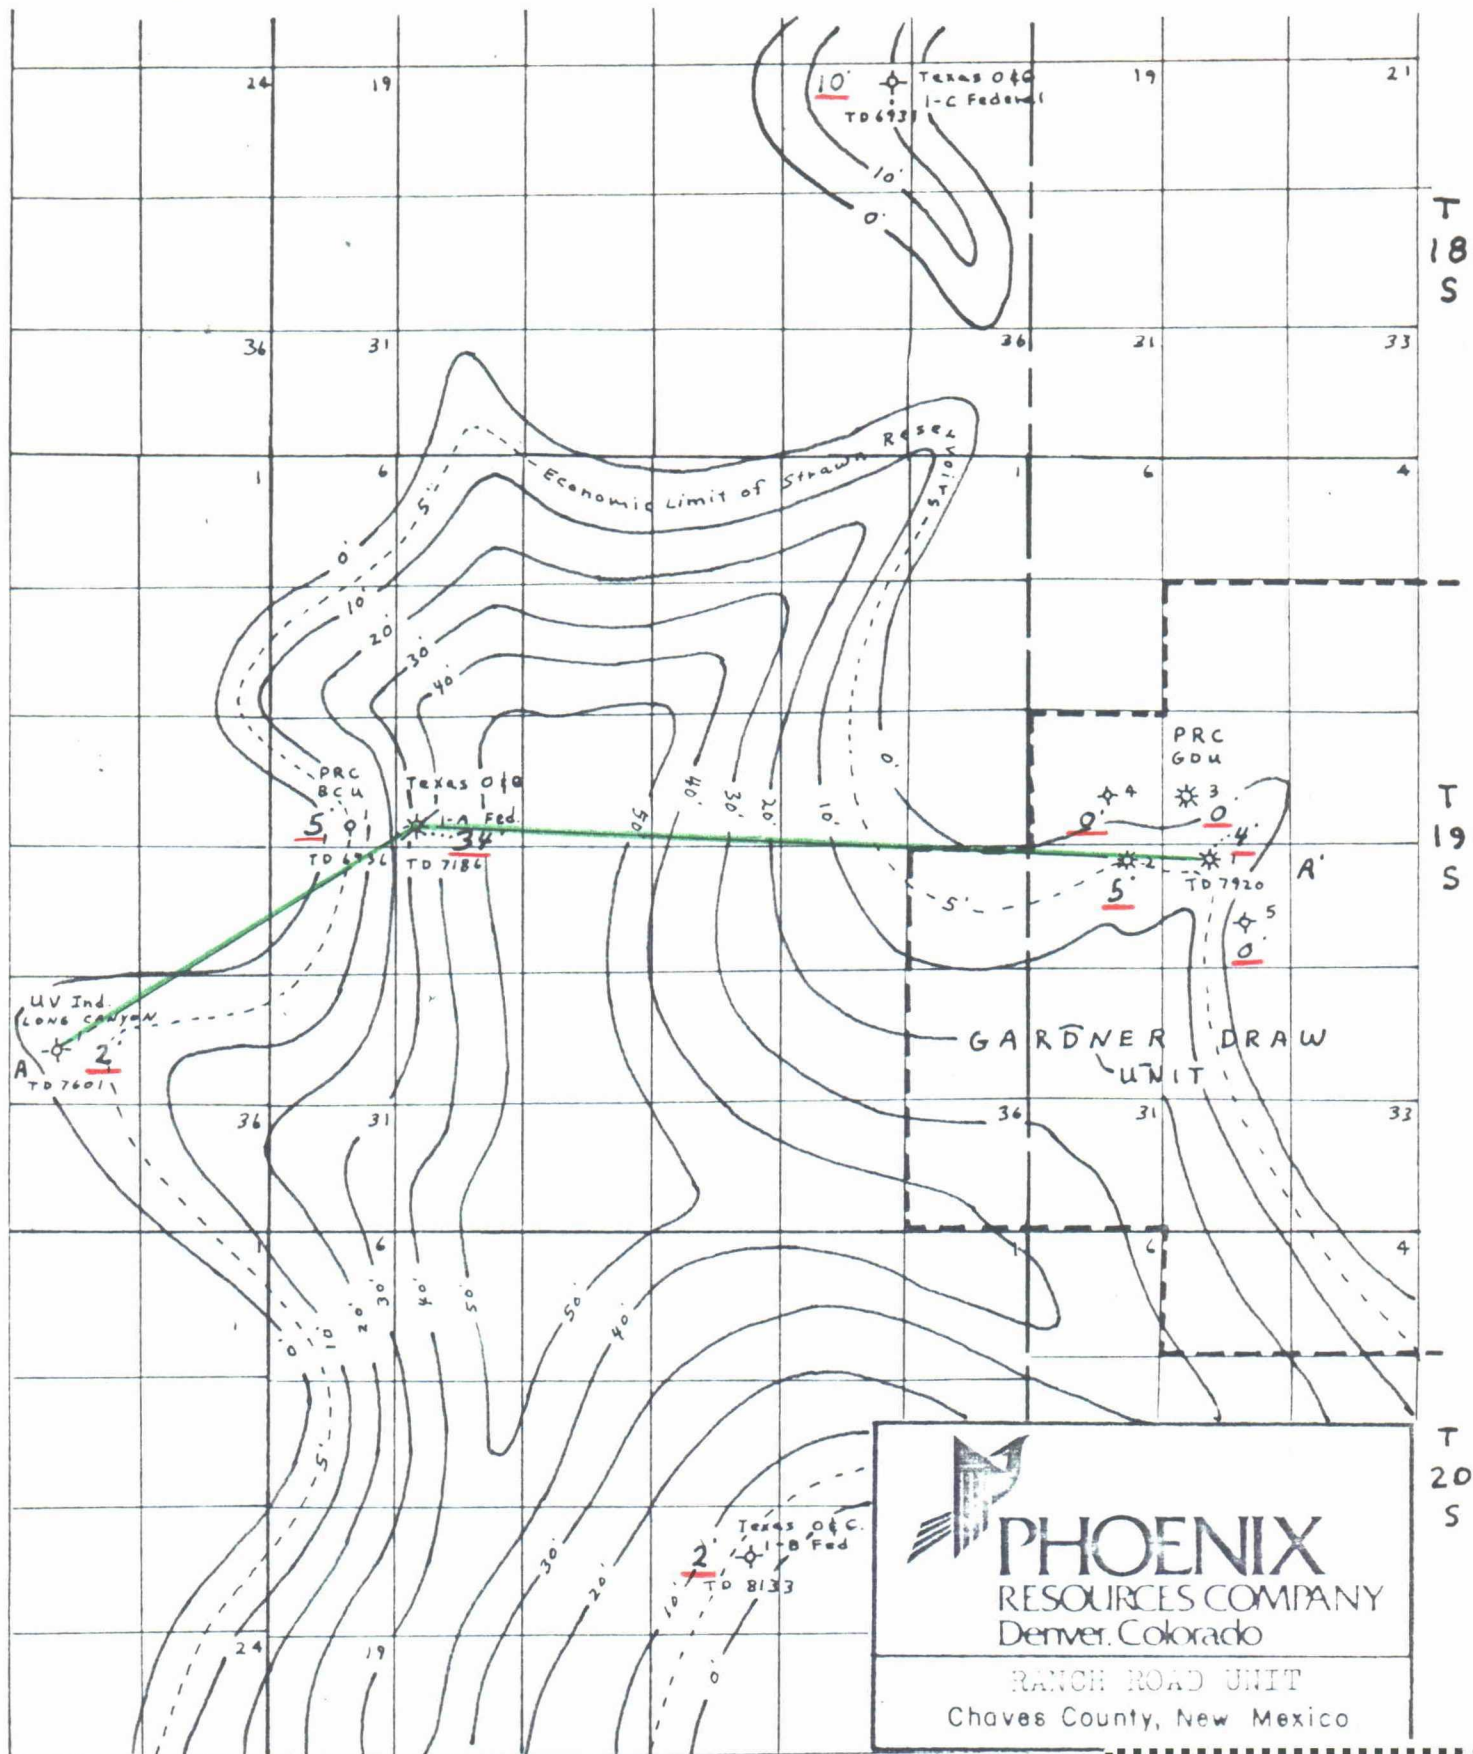 24 19 10' Texas O&G 19 21
1-C Federal
TD 6931
10'
0'
T
18
S
36 31 36 31 33
Reservoirs
1 6 Economic Limit of Strawn 1 6 4
5'
0'
10'
20'
30'
40'
PRC
GDU
PRC
BCU
Texas O&G
1-A Fed.
5' 34'
TD 6936 TD 7186
50' 40' 30' 20' 10' 0'
4 3
0' 0
4'
2 1
5'
TD 7920
A'
5'
5
0'
T
19
S
UV Ind.
LONG CANYON
1
A 2'
TD 7601
GARDNER DRAW
UNIT
36 31 36 31 33
1 6 1 6 4
0' 10' 20' 30' 40' 50' 50' 40'
5'
T
20
S
Texas O&G.
2' 1-B Fed
TD 8133
30' 20' 10' 0'
24 19
PHOENIX
RESOURCES COMPANY
Denver, Colorado
RANCH ROAD UNIT
Chaves County, New Mexico